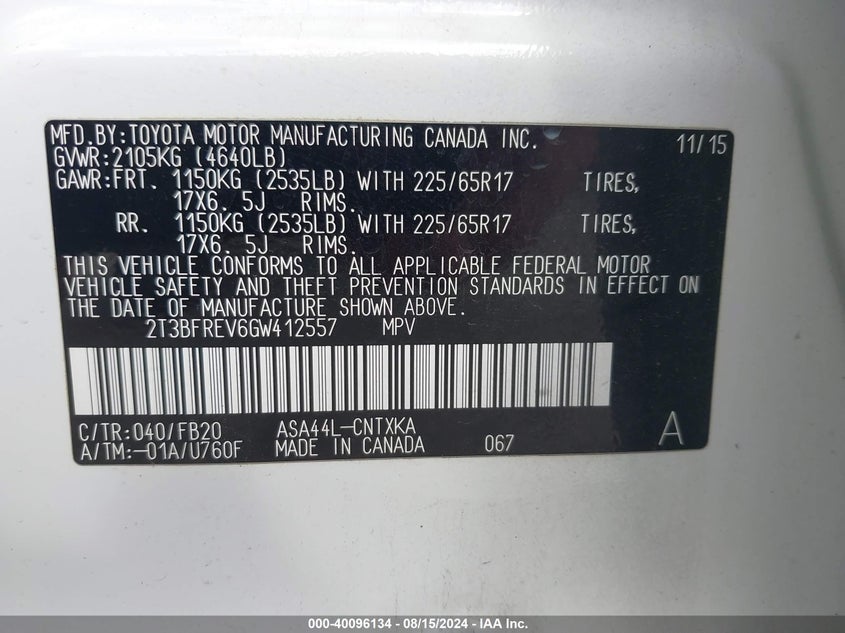 MFD.BY:TOYOTA MOTOR MANUFACTURING CANADA INC. 11/15
GVWR:2105KG (4640LB)
GAWR:FRT. 1150KG (2535LB) WITH 225/65R17 TIRES,
17X6. 5J RIMS.
RR. 1150KG (2535LB) WITH 225/65R17 TIRES,
17X6. 5J RIMS.
THIS VEHICLE CONFORMS TO ALL APPLICABLE FEDERAL MOTOR
VEHICLE SAFETY AND THEFT PREVENTION STANDARDS IN EFFECT ON
THE DATE OF MANUFACTURE SHOWN ABOVE.
2T3BFREV6GW412557 MPV
C/TR:040/FB20 ASA44L-CNTXKA
A/TM:-01A/U760F MADE IN CANADA 067 A
000-40096134 - 08/15/2024 - IAA Inc.